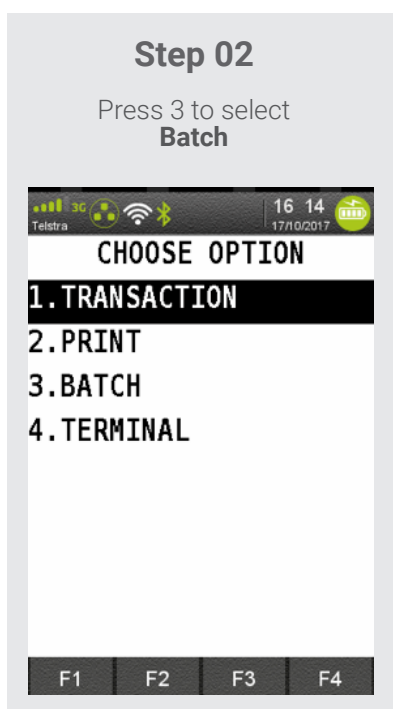 Step 02
Press 3 to select
Batch
3G
16 14
Telstra
17/10/2017
CHOOSE OPTION
1.TRANSACTION
2.PRINT
3.BATCH
4.TERMINAL
F1 F2 F3 F4